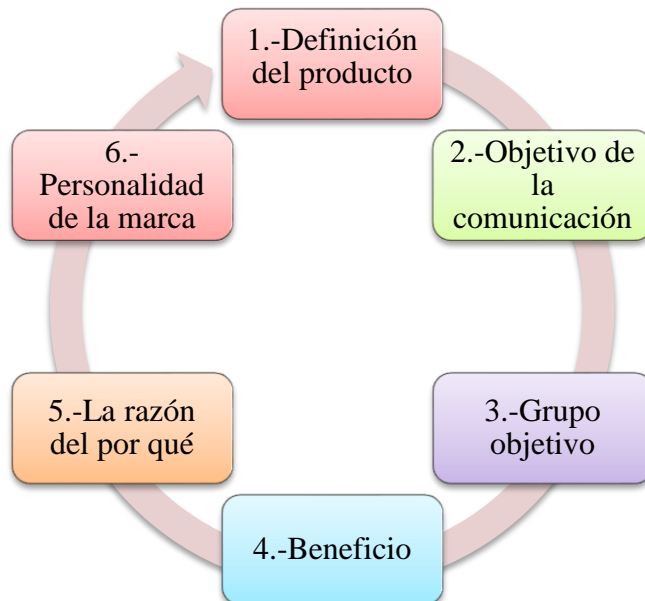 1.-Definición
del producto
2.-Objetivo de
la
comunicación
3.-Grupo
objetivo
4.-Beneficio
5.-La razón
del por qué
6.-
Personalidad
de la marca